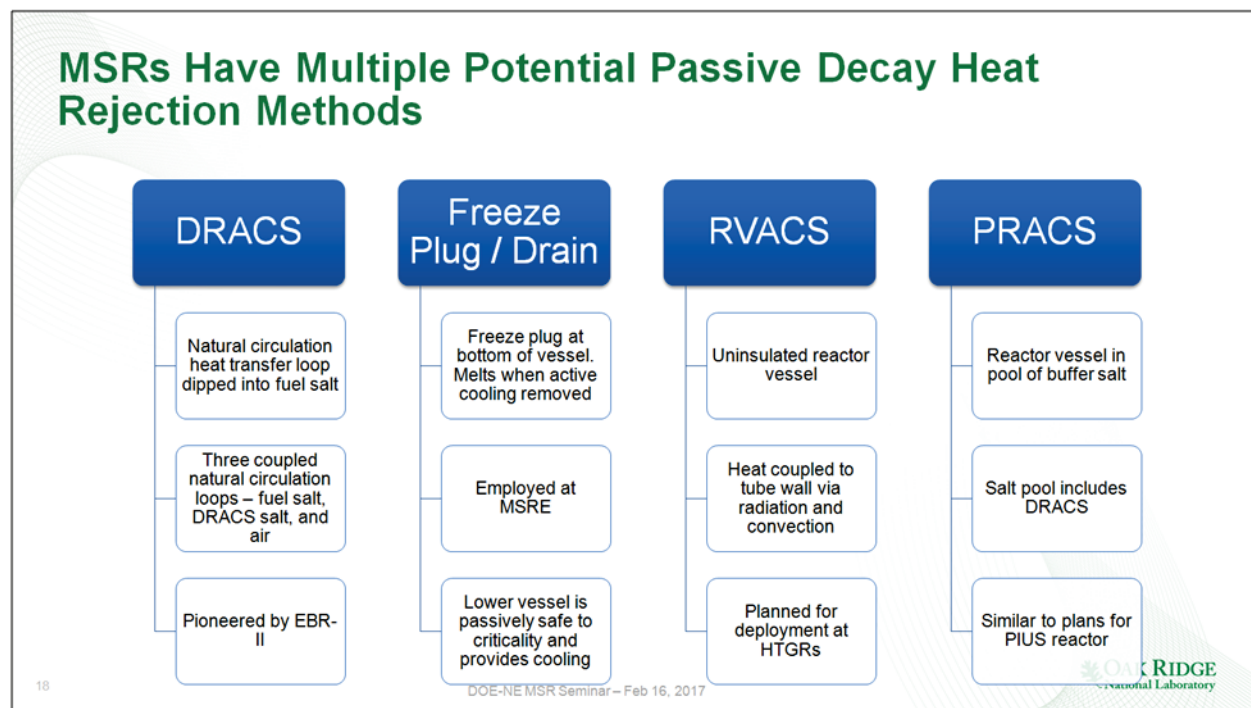 MSRs Have Multiple Potential Passive Decay Heat
Rejection Methods
DRACS
Natural circulation
heat transfer loop
dipped into fuel salt
Three coupled
natural circulation
loops – fuel salt,
DRACS salt, and
air
Pioneered by EBR-
II
Freeze
Plug / Drain
Freeze plug at
bottom of vessel.
Melts when active
cooling removed
Employed at
MSRE
Lower vessel is
passively safe to
criticality and
provides cooling
RVACS
Uninsulated reactor
vessel
Heat coupled to
tube wall via
radiation and
convection
Planned for
deployment at
HTGRs
PRACS
Reactor vessel in
pool of buffer salt
Salt pool includes
DRACS
Similar to plans for
PIUS reactor
18
DOE-NE MSR Seminar – Feb 16, 2017
OAK RIDGE
National Laboratory